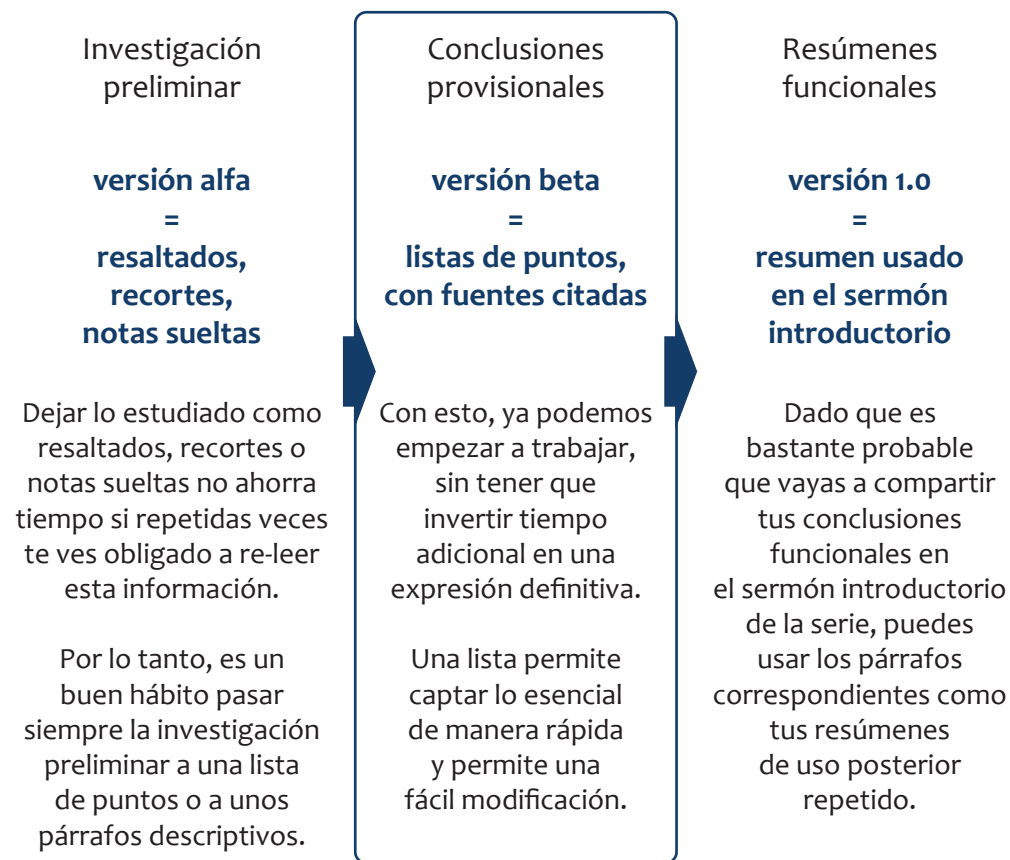 Investigación
preliminar
versión alfa
=
resaltados,
recortes,
notas sueltas
Dejar lo estudiado como
resaltados, recortes o
notas sueltas no ahorra
tiempo si repetidas veces
te ves obligado a re-leer
esta información.
Por lo tanto, es un
buen hábito pasar
siempre la investigación
preliminar a una lista
de puntos o a unos
párrafos descriptivos.
Conclusiones
provisionales
versión beta
=
listas de puntos,
con fuentes citadas
Con esto, ya podemos
empezar a trabajar,
sin tener que
invertir tiempo
adicional en una
expresión definitiva.
Una lista permite
captar lo esencial
de manera rápida
y permite una
fácil modificación.
Resúmenes
funcionales
versión 1.0
=
resumen usado
en el sermón
introductorio
Dado que es
bastante probable
que vayas a compartir
tus conclusiones
funcionales en
el sermón introductorio
de la serie, puedes
usar los párrafos
correspondientes como
tus resúmenes
de uso posterior
repetido.